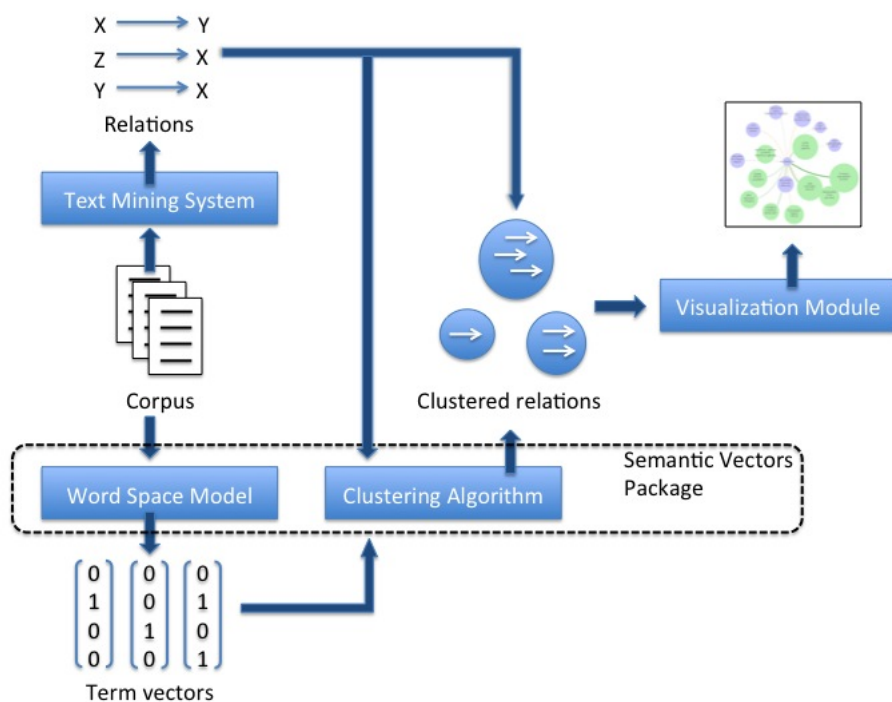 X Y
Z X
Y X
Relations
Text Mining System
Corpus
Clustered relations
Visualization Module
Semantic Vectors
Package
Word Space Model
Clustering Algorithm
0 0 0
1 0 1
0 1 0
0 0 1
Term vectors